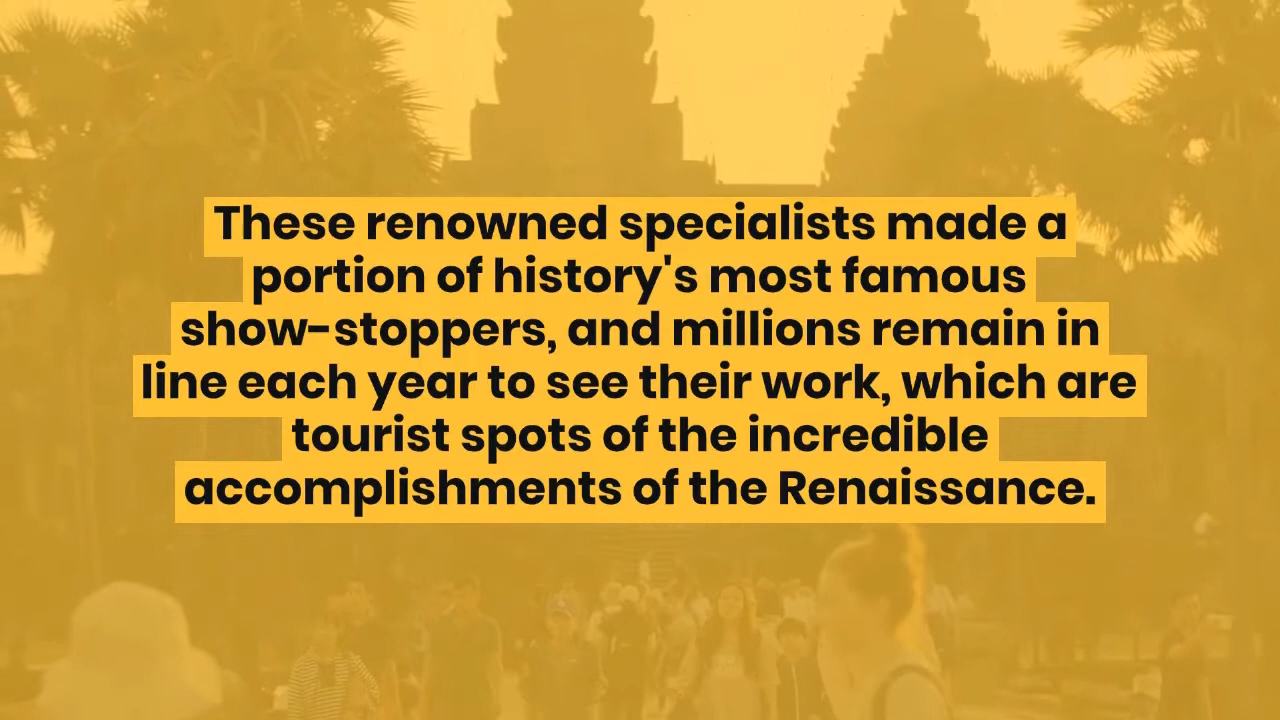 These renowned specialists made a
portion of history's most famous
show-stoppers, and millions remain in
line each year to see their work, which are
tourist spots of the incredible
accomplishments of the Renaissance.